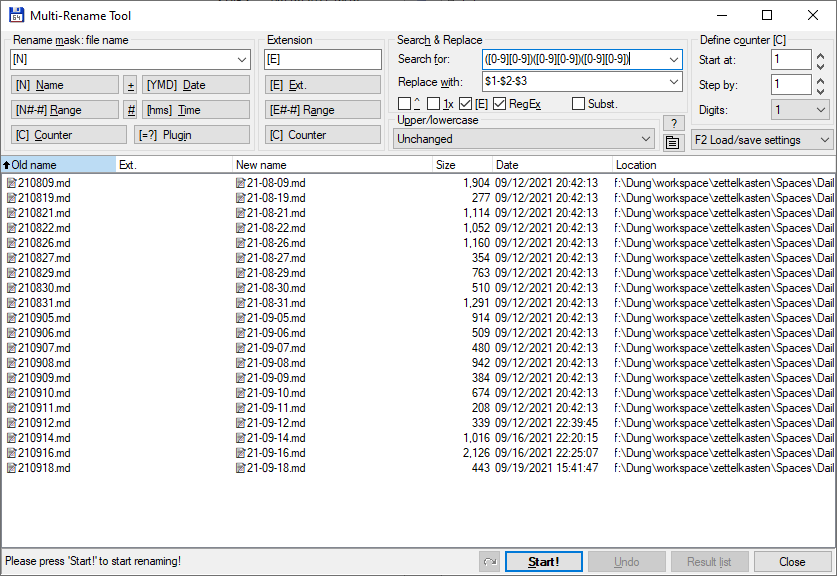 Multi-Rename Tool
Rename mask: file name
Extension
Search & Replace
Define counter [C]
[N]
[E]
Search for:
([0-9][0-9])([0-9][0-9])([0-9][0-9])
Start at:
1
[N] Name
+
[YMD] Date
[E] Ext.
Replace with:
$1-$2-$3
Step by:
1
[N#-#] Range
#
[hms] Time
[E#-#] Range
^
1x
[E]
RegEx
Subst.
Digits:
1
[C] Counter
[=?] Plugin
[C] Counter
Upper/lowercase
?
Unchanged
F2 Load/save settings
Old name Ext. New name Size Date Location
210809.md 21-08-09.md 1,904 09/12/2021 20:42:13 f:\Dung\workspace\zettelkasten\Spaces\Dail
210819.md 21-08-19.md 277 09/12/2021 20:42:13 f:\Dung\workspace\zettelkasten\Spaces\Dail
210821.md 21-08-21.md 1,114 09/12/2021 20:42:13 f:\Dung\workspace\zettelkasten\Spaces\Dail
210822.md 21-08-22.md 1,052 09/12/2021 20:42:13 f:\Dung\workspace\zettelkasten\Spaces\Dail
210826.md 21-08-26.md 1,160 09/12/2021 20:42:13 f:\Dung\workspace\zettelkasten\Spaces\Dail
210827.md 21-08-27.md 354 09/12/2021 20:42:13 f:\Dung\workspace\zettelkasten\Spaces\Dail
210829.md 21-08-29.md 763 09/12/2021 20:42:13 f:\Dung\workspace\zettelkasten\Spaces\Dail
210830.md 21-08-30.md 510 09/12/2021 20:42:13 f:\Dung\workspace\zettelkasten\Spaces\Dail
210831.md 21-08-31.md 1,291 09/12/2021 20:42:13 f:\Dung\workspace\zettelkasten\Spaces\Dail
210905.md 21-09-05.md 914 09/12/2021 20:42:13 f:\Dung\workspace\zettelkasten\Spaces\Dail
210906.md 21-09-06.md 509 09/12/2021 20:42:13 f:\Dung\workspace\zettelkasten\Spaces\Dail
210907.md 21-09-07.md 480 09/12/2021 20:42:13 f:\Dung\workspace\zettelkasten\Spaces\Dail
210908.md 21-09-08.md 942 09/12/2021 20:42:13 f:\Dung\workspace\zettelkasten\Spaces\Dail
210909.md 21-09-09.md 384 09/12/2021 20:42:13 f:\Dung\workspace\zettelkasten\Spaces\Dail
210910.md 21-09-10.md 674 09/12/2021 20:42:13 f:\Dung\workspace\zettelkasten\Spaces\Dail
210911.md 21-09-11.md 208 09/12/2021 20:42:13 f:\Dung\workspace\zettelkasten\Spaces\Dail
210912.md 21-09-12.md 339 09/12/2021 22:39:45 f:\Dung\workspace\zettelkasten\Spaces\Dail
210914.md 21-09-14.md 1,016 09/16/2021 22:20:15 f:\Dung\workspace\zettelkasten\Spaces\Dail
210916.md 21-09-16.md 2,126 09/16/2021 22:25:07 f:\Dung\workspace\zettelkasten\Spaces\Dail
210918.md 21-09-18.md 443 09/19/2021 15:41:47 f:\Dung\workspace\zettelkasten\Spaces\Dail
Please press 'Start!' to start renaming!
Start!
Undo
Result list
Close